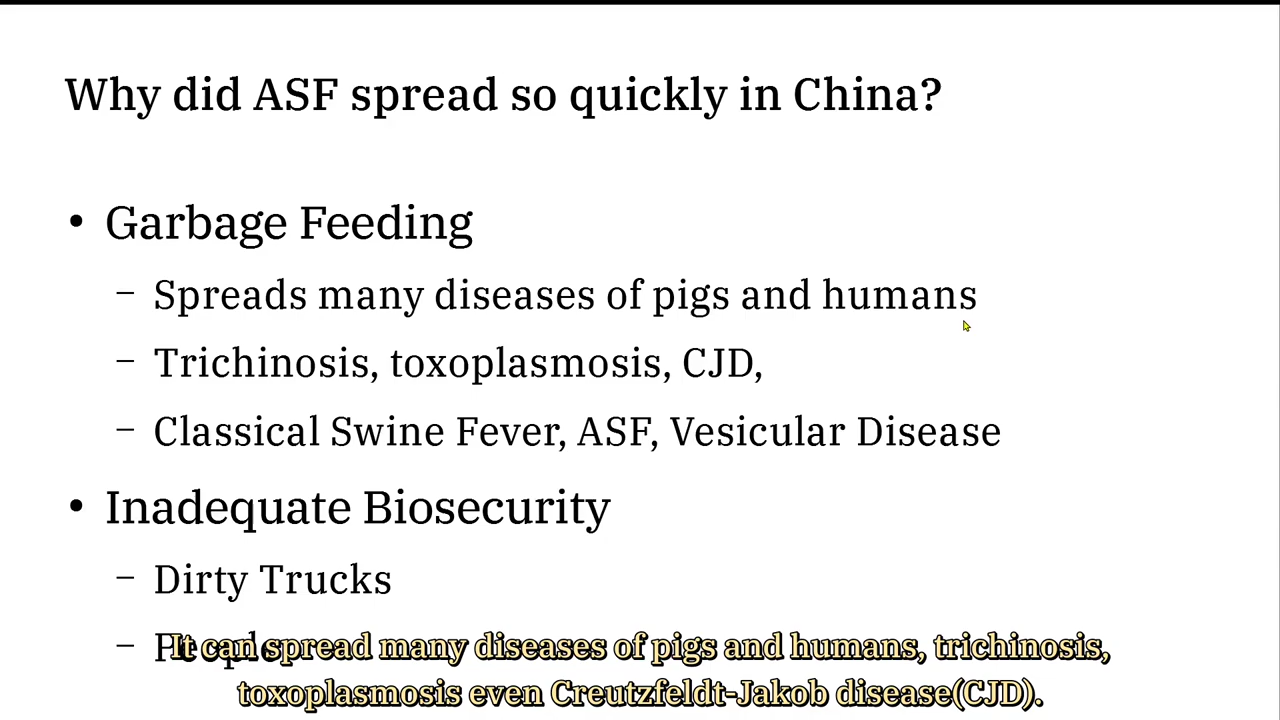 Why did ASF spread so quickly in China?
• Garbage Feeding
– Spreads many diseases of pigs and humans
– Trichinosis, toxoplasmosis, CJD,
– Classical Swine Fever, ASF, Vesicular Disease
• Inadequate Biosecurity
– Dirty Trucks
– People
It can spread many diseases of pigs and humans, trichinosis,
toxoplasmosis even Creutzfeldt-Jakob disease(CJD).